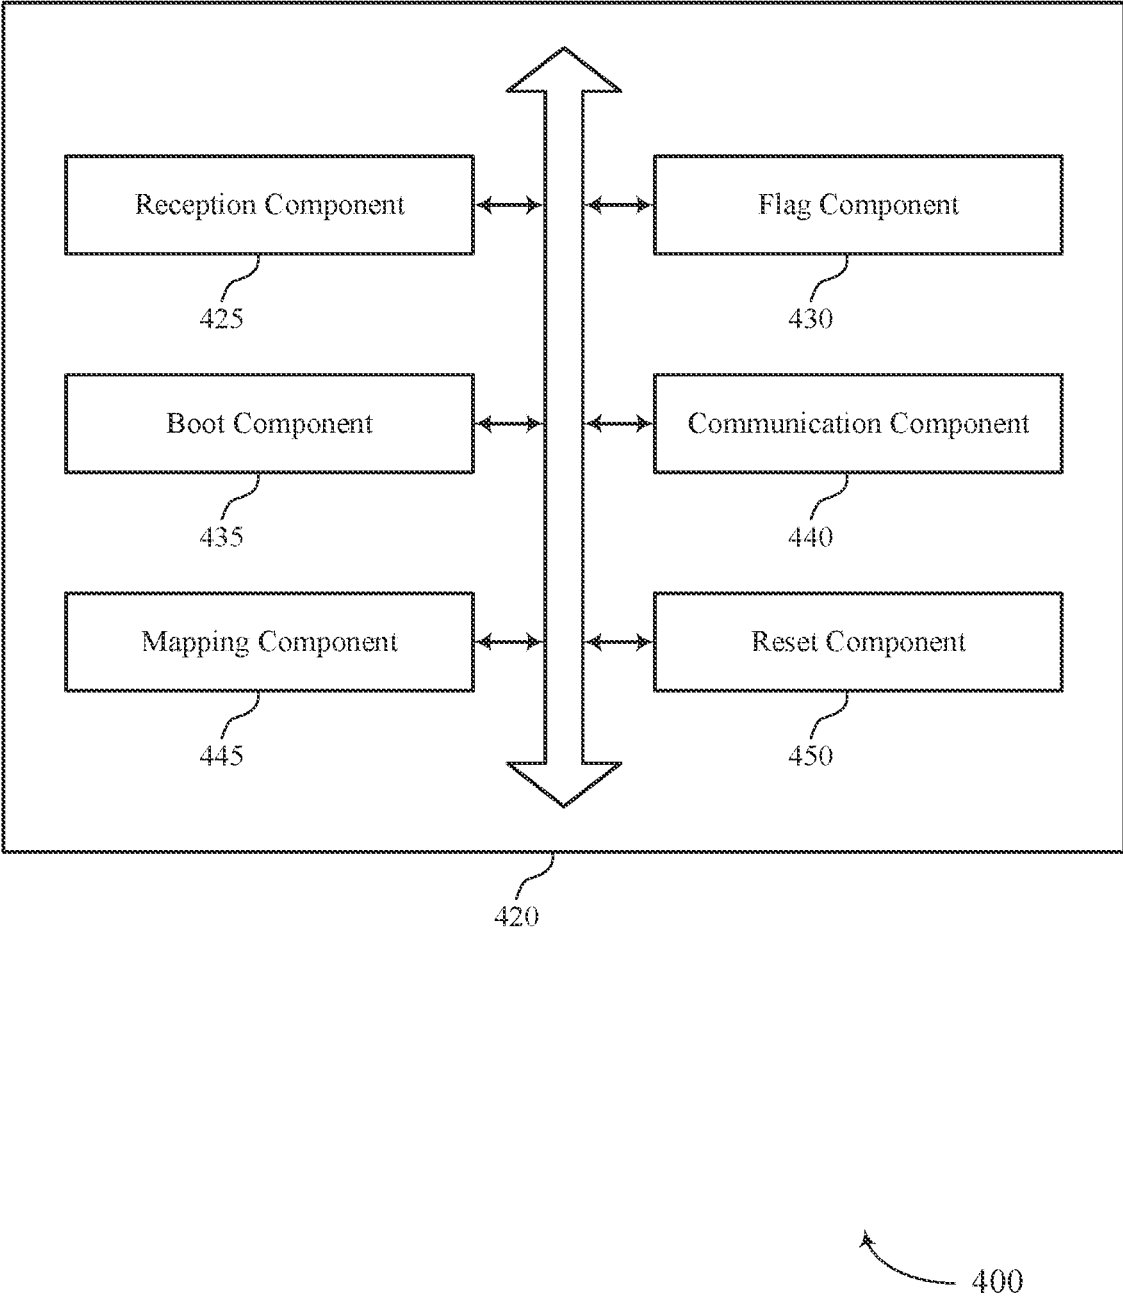 Reception Component
Flag Component
425
430
Boot Component
Communication Component
435
440
Mapping Component
Reset Component
445
450
420
400